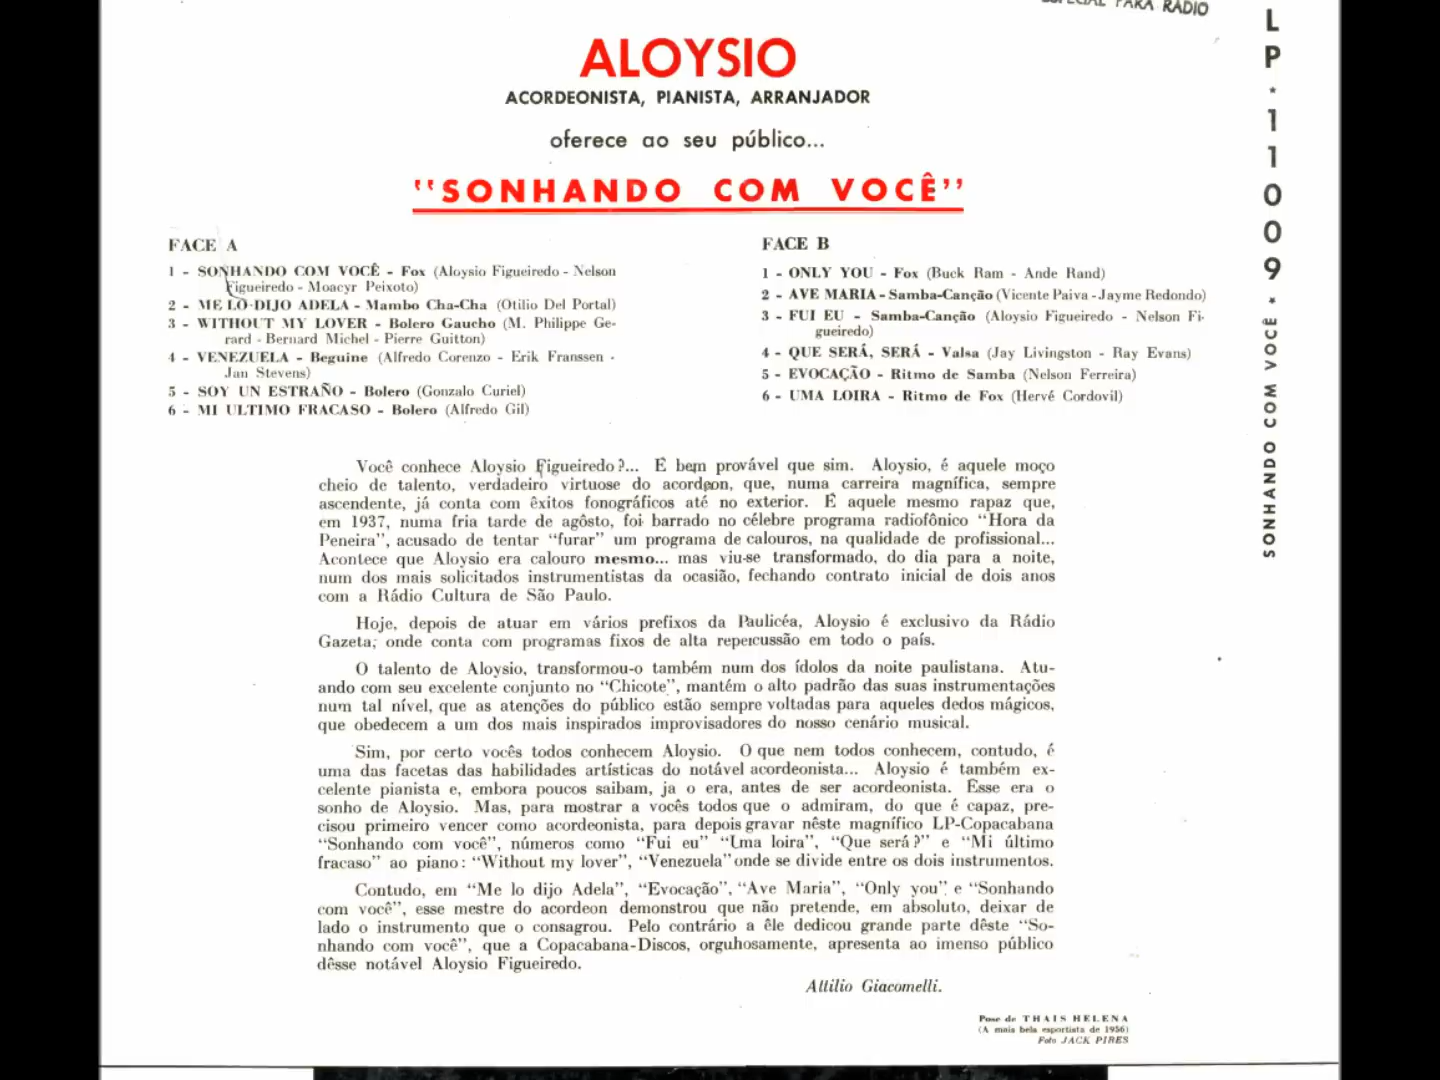 ESPECIAL PARA RÁDIO
ALOYSIO
ACORDEONISTA, PIANISTA, ARRANJADOR
oferece ao seu público...
"SONHANDO COM VOCÊ"
FACE A
1 - SONHANDO COM VOCÊ - Fox (Aloysio Figueiredo - Nelson
Figueiredo - Moacyr Peixoto)
2 - ME LO DIJO ADELA - Mambo Cha-Cha (Otilio Del Portal)
3 - WITHOUT MY LOVER - Bolero Gaucho (M. Philippe Ge-
rard - Bernard Michel - Pierre Guitton)
4 - VENEZUELA - Beguine (Alfredo Corenzo - Erik Franssen -
Jan Stevens)
5 - SOY UN ESTRAÑO - Bolero (Gonzalo Curiel)
6 - MI ULTIMO FRACASO - Bolero (Alfredo Gil)
FACE B
1 - ONLY YOU - Fox (Buck Ram - Ande Rand)
2 - AVE MARIA - Samba-Canção (Vicente Paiva - Jayme Redondo)
3 - FUI EU - Samba-Canção (Aloysio Figueiredo - Nelson Fi-
gueiredo)
4 - QUE SERÁ, SERÁ - Valsa (Jay Livingston - Ray Evans)
5 - EVOCAÇÃO - Ritmo de Samba (Nelson Ferreira)
6 - UMA LOIRA - Ritmo de Fox (Hervé Cordovil)
Você conhece Aloysio Figueiredo?... É bem provável que sim. Aloysio, é aquele moço
cheio de talento, verdadeiro virtuose do acordeon, que, numa carreira magnífica, sempre
ascendente, já conta com êxitos fonográficos até no exterior. É aquele mesmo rapaz que,
em 1937, numa fria tarde de agôsto, foi barrado no célebre programa radiofônico "Hora da
Peneira", acusado de tentar "furar" um programa de calouros, na qualidade de profissional...
Acontece que Aloysio era calouro mesmo... mas viu-se transformado, do dia para a noite,
num dos mais solicitados instrumentistas da ocasião, fechando contrato inicial de dois anos
com a Rádio Cultura de São Paulo.
Hoje, depois de atuar em vários prefixos da Paulicéa, Aloysio é exclusivo da Rádio
Gazeta, onde conta com programas fixos de alta repercussão em todo o país.
O talento de Aloysio, transformou-o também num dos ídolos da noite paulistana. Atu-
ando com seu excelente conjunto no "Chicote", mantém o alto padrão das suas instrumentações
num tal nível, que as atenções do público estão sempre voltadas para aqueles dedos mágicos,
que obedecem a um dos mais inspirados improvisadores do nosso cenário musical.
Sim, por certo vocês todos conhecem Aloysio. O que nem todos conhecem, contudo, é
uma das facetas das habilidades artísticas do notável acordeonista... Aloysio é também ex-
celente pianista e, embora poucos saibam, ja o era, antes de ser acordeonista. Esse era o
sonho de Aloysio. Mas, para mostrar a vocês todos que o admiram, do que é capaz, pre-
cisou primeiro vencer como acordeonista, para depois gravar nêste magnífico LP-Copacabana
"Sonhando com você", números como "Fui eu" "Uma loira", "Que será?" e "Mi último
fracaso" ao piano: "Without my lover", "Venezuela" onde se divide entre os dois instrumentos.
Contudo, em "Me lo dijo Adela", "Evocação", "Ave Maria", "Only you" e "Sonhando
com você", esse mestre do acordeon demonstrou que não pretende, em absoluto, deixar de
lado o instrumento que o consagrou. Pelo contrário a êle dedicou grande parte dêste "So-
nhando com você", que a Copacabana-Discos, orguhosamente, apresenta ao imenso público
dêsse notável Aloysio Figueiredo.
Attilio Giacomelli.
Pose de THAIS HELENA
(A mais bela esportista de 1956)
Foto JACK PIRES
LP - 11009 * SONHANDO COM VOCÊ *